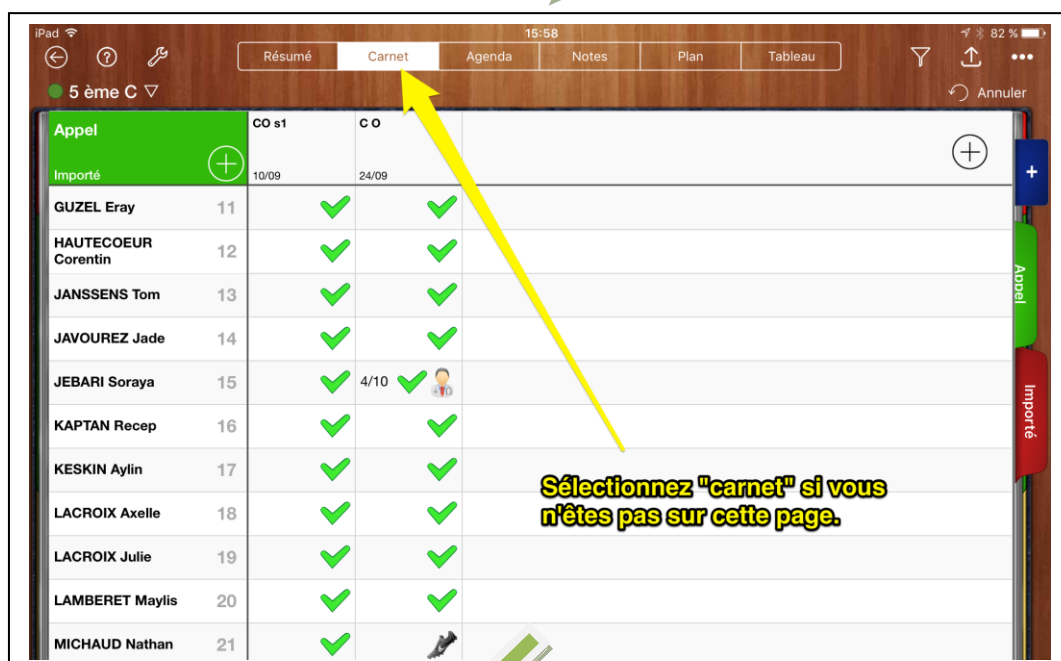 iPad 15:58 82 %
Résumé Carnet Agenda Notes Plan Tableau
5 ème C Annuler
Appel CO s1 C O
Importé 10/09 24/09
+
GUZEL Eray 11
HAUTECOEUR
Corentin 12
JANSSENS Tom 13
JAVOUREZ Jade 14
JEBARI Soraya 15 4/10
KAPTAN Recep 16
KESKIN Aylin 17
LACROIX Axelle 18
LACROIX Julie 19
LAMBERET Maylis 20
MICHAUD Nathan 21
Appel
Importé
Sélectionnez "carnet" si vous
n'êtes pas sur cette page.